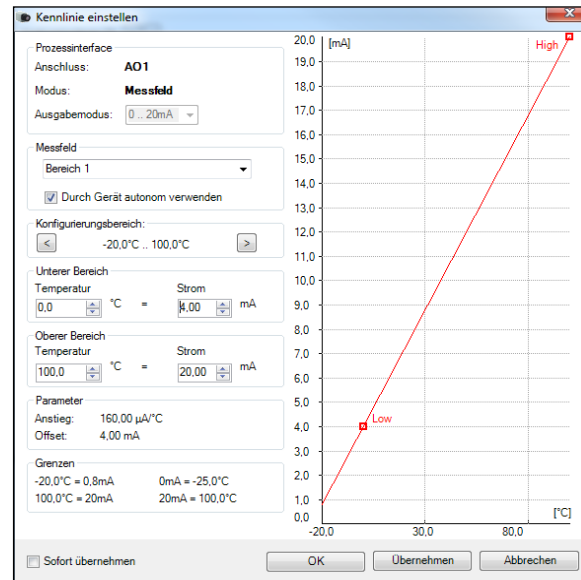 Kennlinie einstellen
Prozessinterface
Anschluss: AO1
Modus: Messfeld
Ausgabemodus: 0 .. 20mA
Messfeld
Bereich 1
Durch Gerät autonom verwenden
Konfigurierungsbereich:
< -20,0°C .. 100,0°C >
Unterer Bereich
Temperatur Strom
0,0 °C = 4,00 mA
Oberer Bereich
Temperatur Strom
100,0 °C = 20,00 mA
Parameter
Anstieg: 160,00 µA/°C
Offset: 4,00 mA
Grenzen
-20,0°C = 0,8mA 0mA = -25,0°C
100,0°C = 20mA 20mA = 100,0°C
20,0 [mA]
High
19,0
18,0
17,0
16,0
15,0
14,0
13,0
12,0
11,0
10,0
9,0
8,0
7,0
6,0
5,0
4,0
Low
3,0
2,0
1,0
0,0 [°C]
-20,0 30,0 80,0
Sofort übernehmen OK Übernehmen Abbrechen